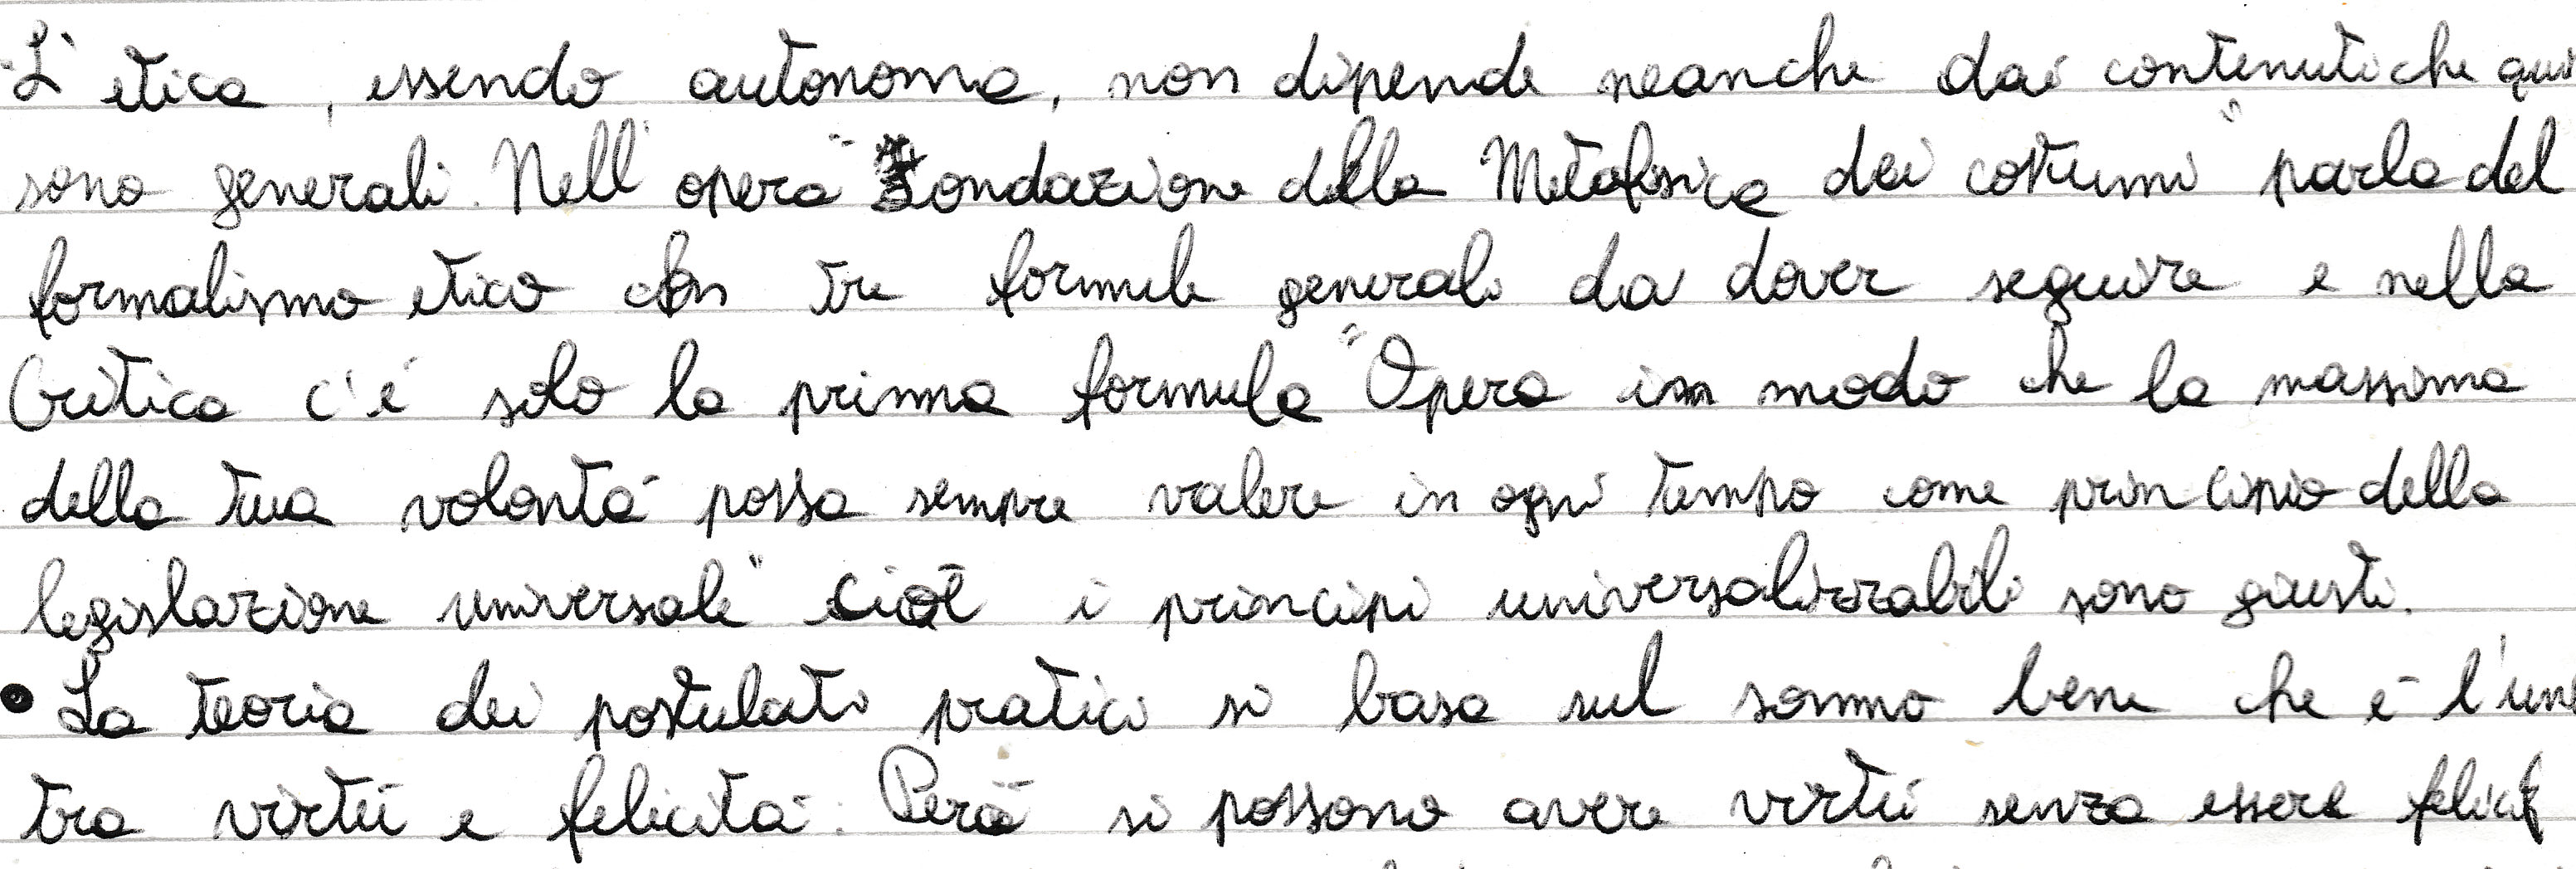 L'etica, essendo autonoma, non dipende neanche dai contenuti che
sono generali. Nell'opera "Fondazione della Metafisica dei costumi" parla del
formalismo etico con tre formule generali da dover seguire e nella
Critica c'è solo la prima formula "Opera in modo che la massima
della tua volontà possa sempre valere in ogni tempo come principio della
legislazione universale" cioè i principi universalizzabili sono giusti.
• La teoria dei postulati pratici si basa sul sommo bene che è
tra virtù e felicità. Però si possono avere virtù senza essere felici